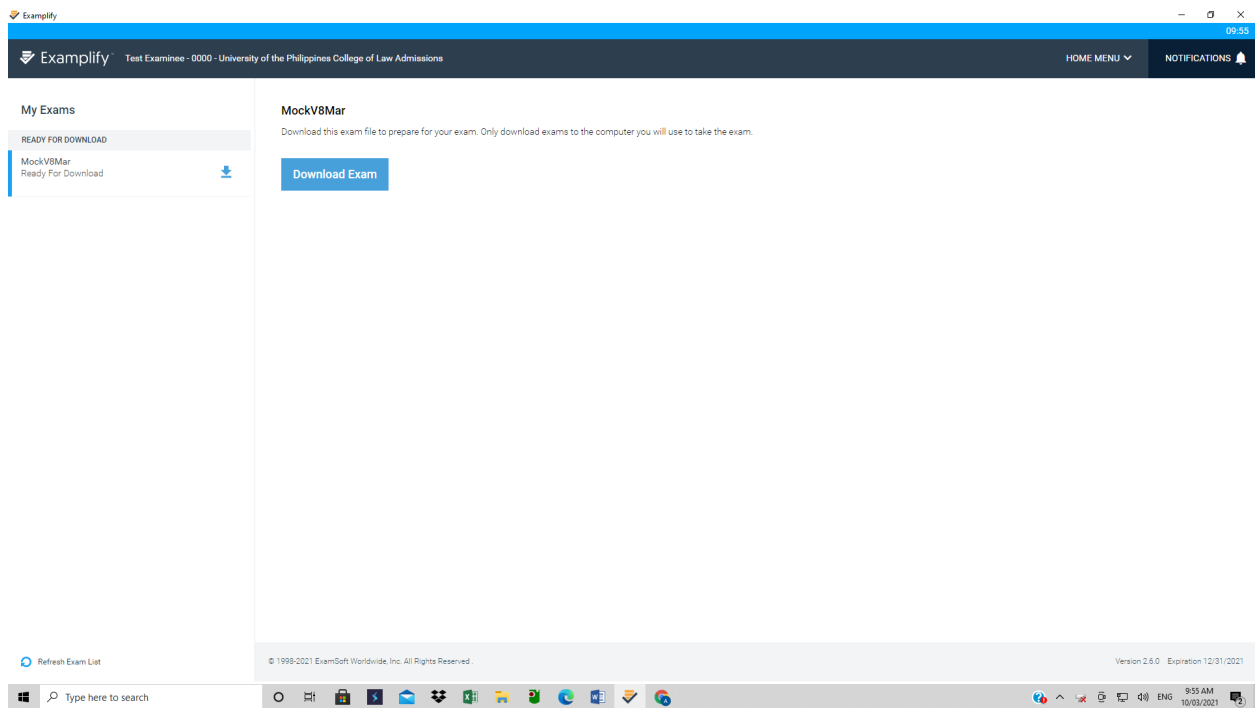 Examplify
09:55
Examplify Test Examinee - 0000 - University of the Philippines College of Law Admissions HOME MENU NOTIFICATIONS
My Exams
READY FOR DOWNLOAD
MockV8Mar
Ready For Download
MockV8Mar
Download this exam file to prepare for your exam. Only download exams to the computer you will use to take the exam.
Download Exam
Refresh Exam List
© 1998-2021 ExamSoft Worldwide, Inc. All Rights Reserved .
Version 2.6.0 Expiration 12/31/2021
Type here to search
ENG
9:55 AM
10/03/2021
2